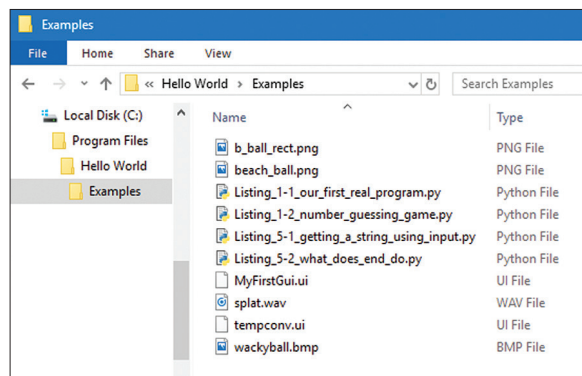 Examples
File Home Share View
« Hello World > Examples Search Examples
Local Disk (C:)
Program Files
Hello World
Examples
Name Type
b_ball_rect.png PNG File
beach_ball.png PNG File
Listing_1-1_our_first_real_program.py Python File
Listing_1-2_number_guessing_game.py Python File
Listing_5-1_getting_a_string_using_input.py Python File
Listing_5-2_what_does_end_do.py Python File
MyFirstGui.ui UI File
splat.wav WAV File
tempconv.ui UI File
wackyball.bmp BMP File